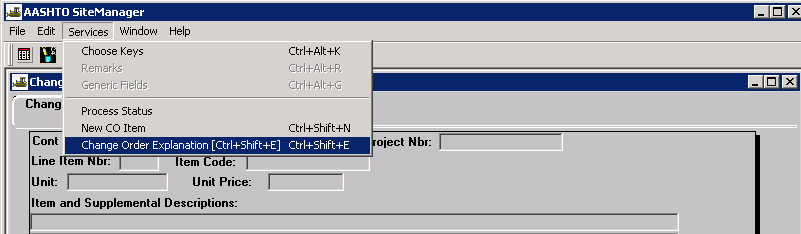 AASHTO SiteManager
File Edit Services Window Help
Choose Keys Ctrl+Alt+K
Remarks Ctrl+Alt+R
Generic Fields Ctrl+Alt+G
Chang
Process Status
Chang
New CO Item Ctrl+Shift+N
Change Order Explanation [Ctrl+Shift+E] Ctrl+Shift+E
Cont roject Nbr:
Line Item Nbr: Item Code:
Unit: Unit Price:
Item and Supplemental Descriptions: